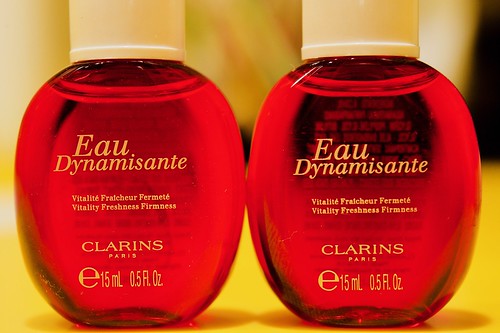 Eau
Dynamisante
Vitalité Fraîcheur Fermeté
Vitality Freshness Firmness
CLARINS
PARIS
e 15 mL 0.5 Fl. Oz.
Eau
Dynamisante
Vitalité Fraîcheur Fermeté
Vitality Freshness Firmness
CLARINS
PARIS
e 15 mL 0.5 Fl. Oz.